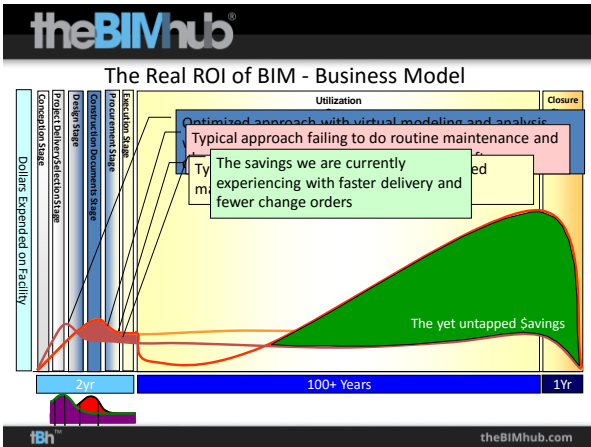 theBIMhub®
The Real ROI of BIM - Business Model
Dollars Expended on Facility
Conception Stage
Project Delivery Selection Stage
Design Stage
Construction Documents Stage
Procurement Stage
Execution Stage
Utilization
Closure
Optimized approach with virtual modeling and analysis
Typical approach failing to do routine maintenance and
The savings we are currently
experiencing with faster delivery and
fewer change orders
The yet untapped $avings
2yr
100+ Years
1Yr
tBh™
theBIMhub.com